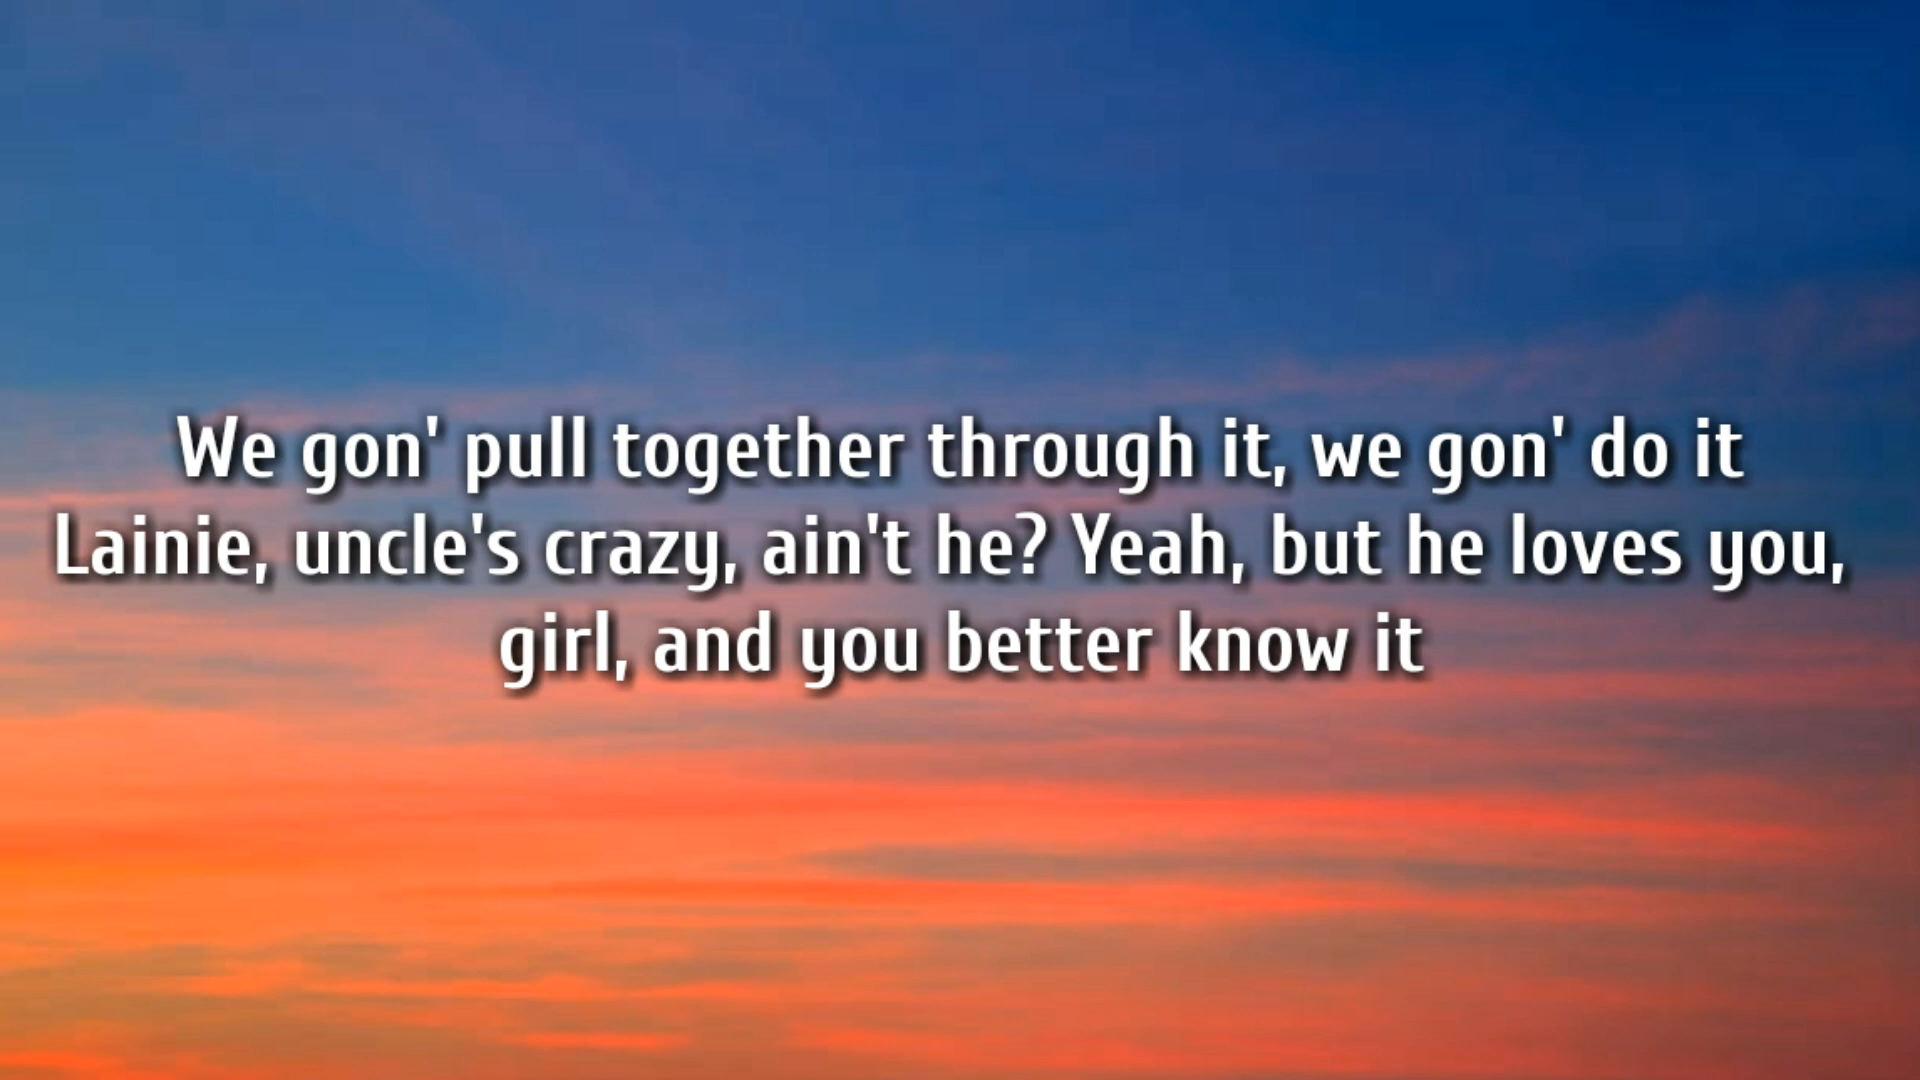 We gon' pull together through it, we gon' do it
Lainie, uncle's crazy, ain't he? Yeah, but he loves you,
girl, and you better know it